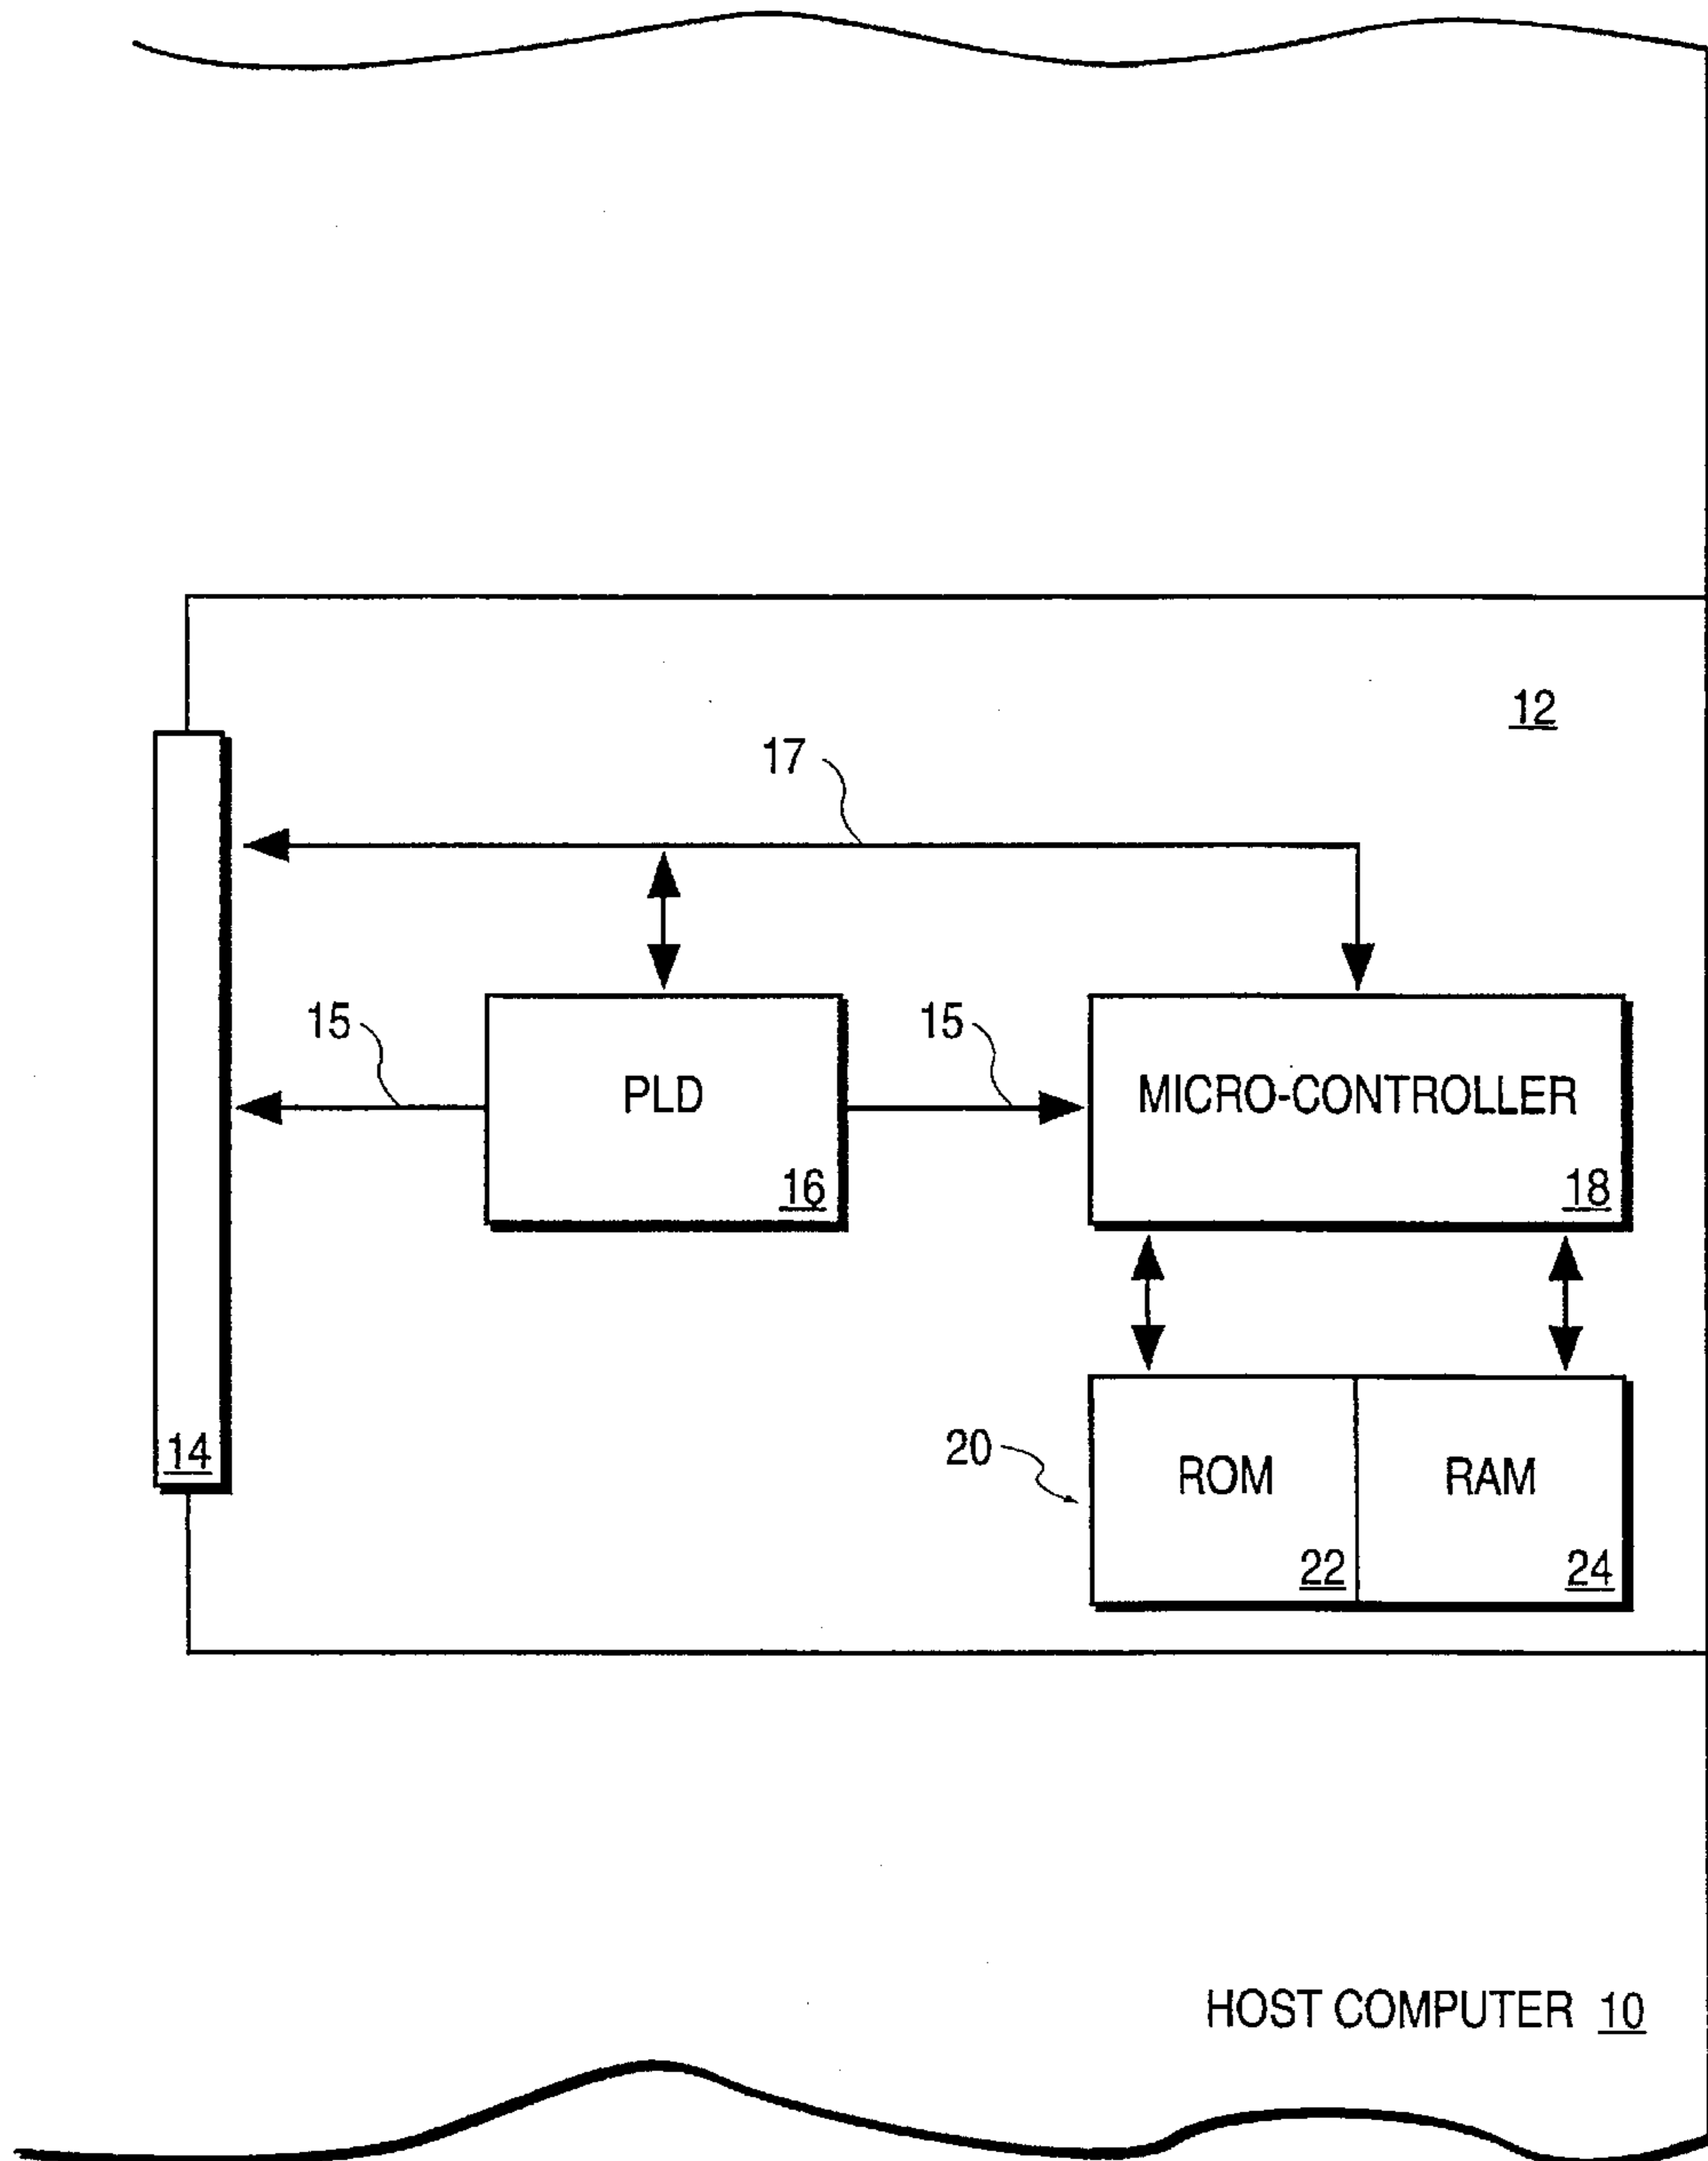 12
17
15
15
PLD
MICRO-CONTROLLER
16
18
14
20
ROM
RAM
22
24
HOST COMPUTER 10